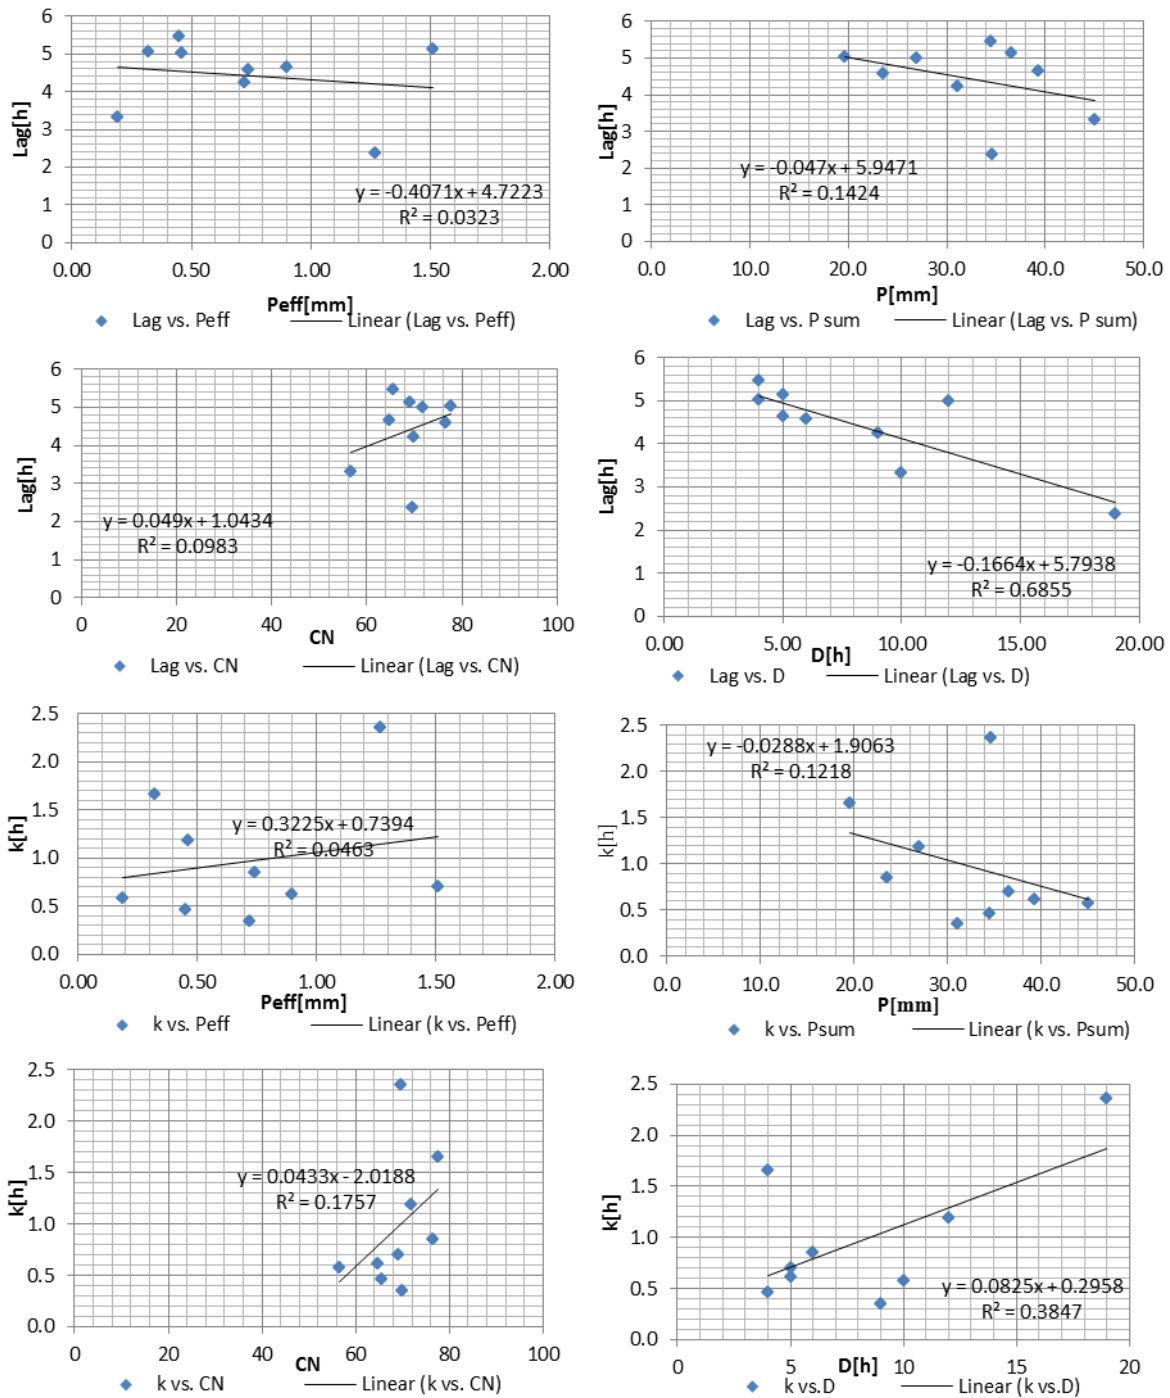 Lag[h]
6
5
4
3
2
1
0
y = -0.4071x + 4.7223
R² = 0.0323
0.00 0.50 1.00 1.50 2.00
Peff[mm]
Lag vs. Peff Linear (Lag vs. Peff)
Lag[h]
6
5
4
3
2
1
0
y = -0.047x + 5.9471
R² = 0.1424
0.0 10.0 20.0 30.0 40.0 50.0
P[mm]
Lag vs. P sum Linear (Lag vs. P sum)
Lag[h]
6
5
4
3
2
1
0
y = 0.049x + 1.0434
R² = 0.0983
0 20 40 60 80 100
CN
Lag vs. CN Linear (Lag vs. CN)
Lag[h]
6
5
4
3
2
1
0
y = -0.1664x + 5.7938
R² = 0.6855
0.00 5.00 10.00 15.00 20.00
D[h]
Lag vs. D Linear (Lag vs. D)
k[h]
2.5
2.0
1.5
1.0
0.5
0.0
y = 0.3225x + 0.7394
R² = 0.0463
0.00 0.50 1.00 1.50 2.00
Peff[mm]
k vs. Peff Linear (k vs. Peff)
k[h]
2.5
2.0
1.5
1.0
0.5
0.0
y = -0.0288x + 1.9063
R² = 0.1218
0.0 10.0 20.0 30.0 40.0 50.0
P[mm]
k vs. Psum Linear (k vs. Psum)
k[h]
2.5
2.0
1.5
1.0
0.5
0.0
y = 0.0433x - 2.0188
R² = 0.1757
0 20 40 60 80 100
CN
k vs. CN Linear (k vs. CN)
k[h]
2.5
2.0
1.5
1.0
0.5
0.0
y = 0.0825x + 0.2958
R² = 0.3847
0 5 10 15 20
D[h]
k vs.D Linear (k vs.D)